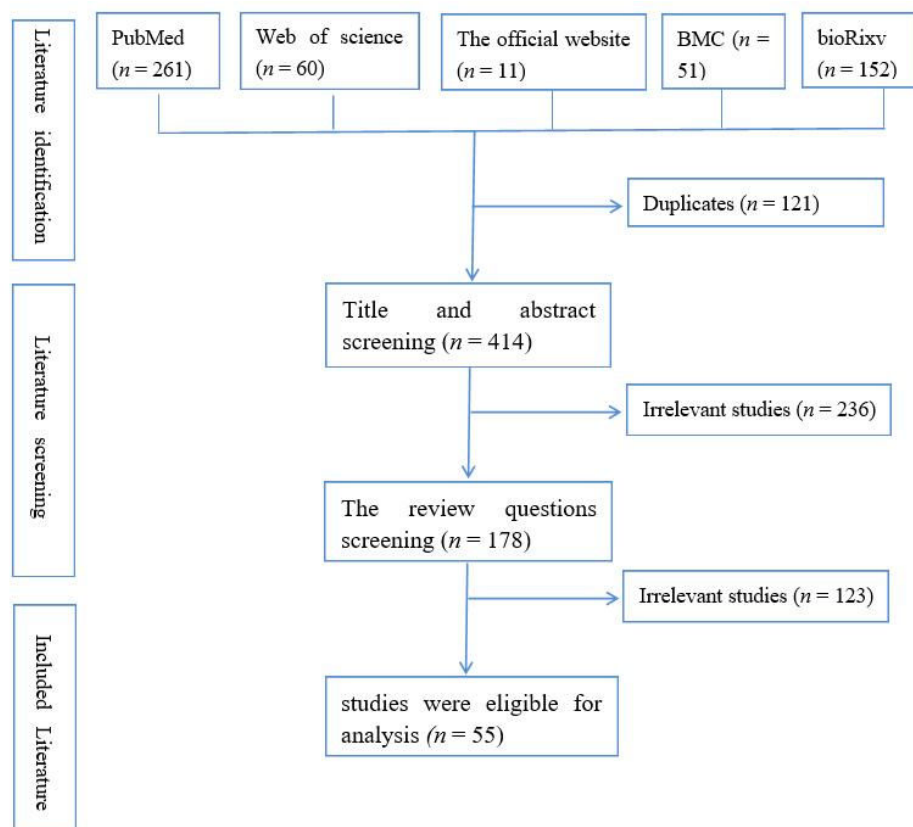 Literature identification
PubMed
(n = 261)
Web of science
(n = 60)
The official website
(n = 11)
BMC (n =
51)
bioRixv
(n = 152)
Duplicates (n = 121)
Literature screening
Title and abstract
screening (n = 414)
Irrelevant studies (n = 236)
The review questions
screening (n = 178)
Irrelevant studies (n = 123)
Included Literature
studies were eligible for
analysis (n = 55)